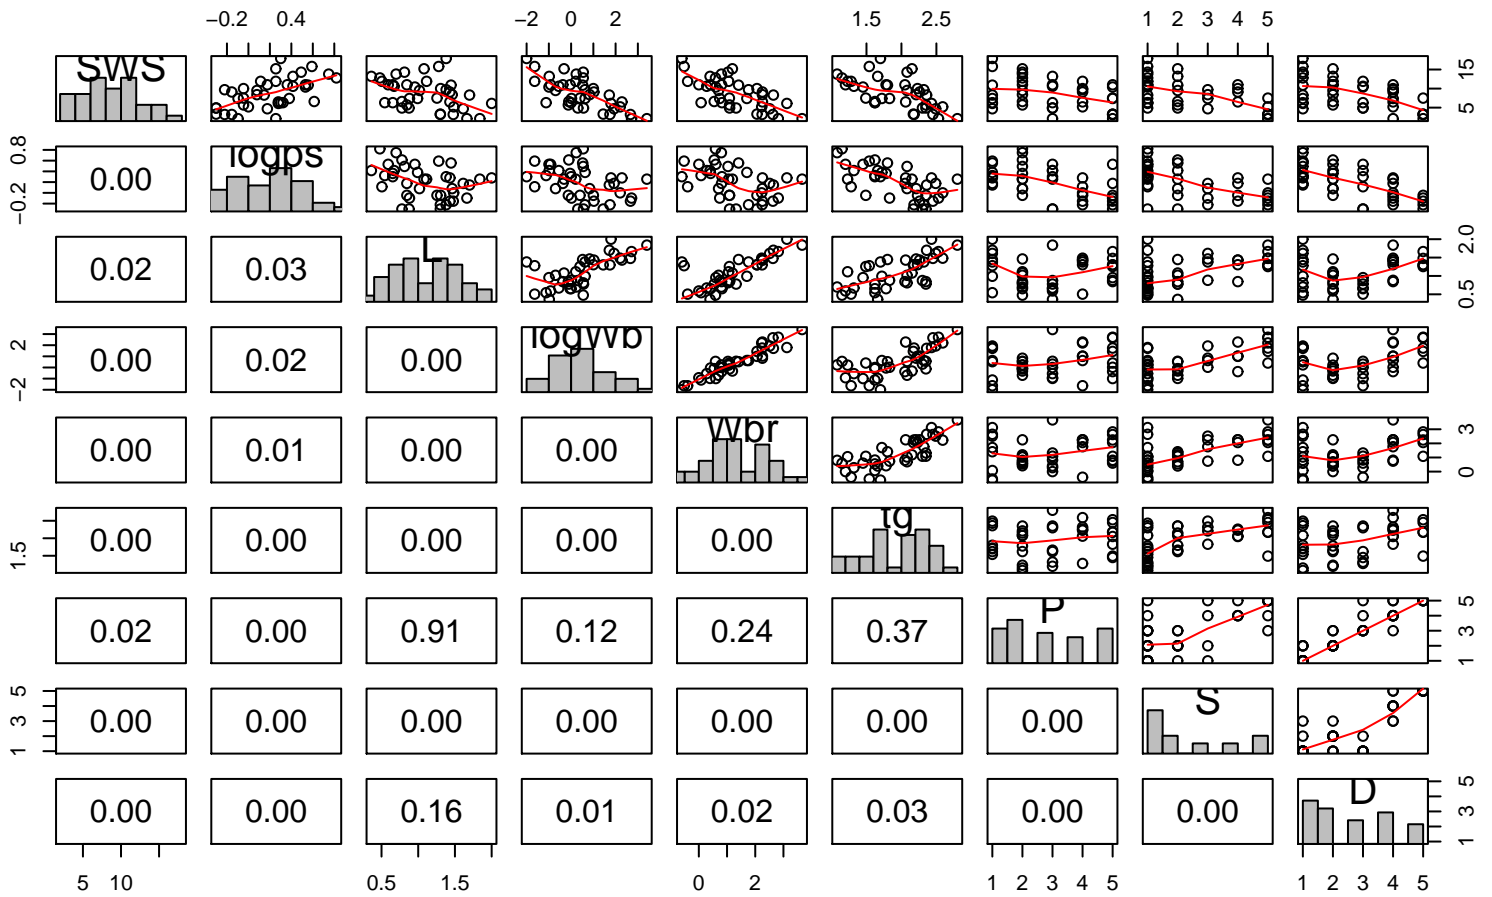 −0.2 0.4 −2 0 2 1.5 2.5 1 2 3 4 5
SWS 5 15
−0.2 0.8 0.00 logps
0.02 0.03 L 0.5 2.0
−2 2 0.00 0.02 0.00 logWb
0.00 0.01 0.00 0.00 Wbr 0 3
1.5 0.00 0.00 0.00 0.00 0.00 tg
0.02 0.00 0.91 0.12 0.24 0.37 P 1 3 5
1 3 5 0.00 0.00 0.00 0.00 0.00 0.00 0.00 S
0.00 0.00 0.16 0.01 0.02 0.03 0.00 0.00 D 1 3 5
5 10 0.5 1.5 0 2 1 2 3 4 5 1 2 3 4 5